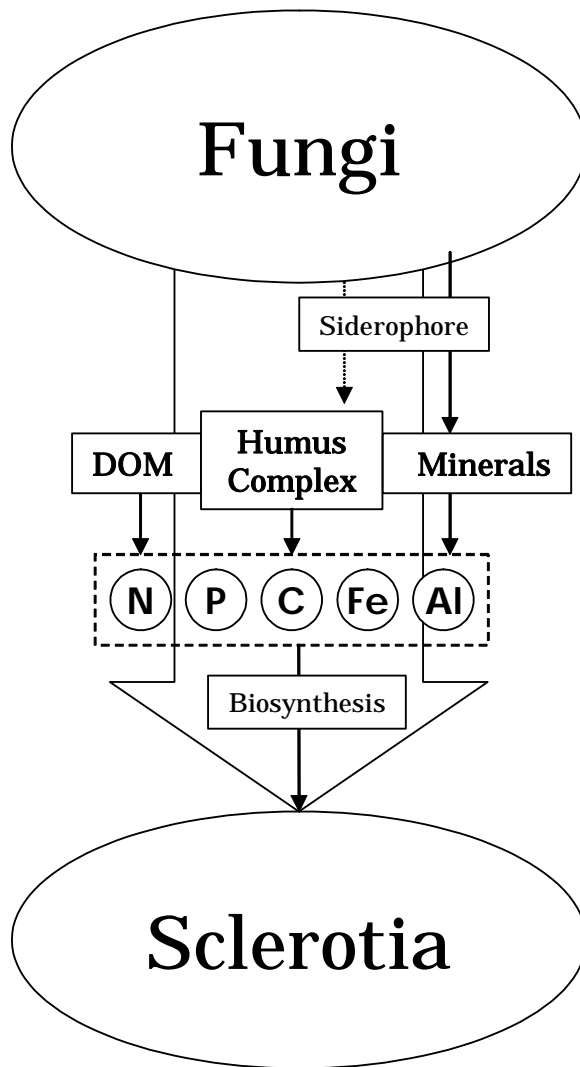 Fungi
Siderophore
DOM
Humus
Complex
Minerals
N P C Fe Al
Biosynthesis
Sclerotia